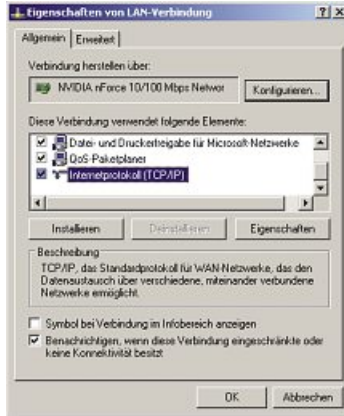 Eigenschaften von LAN-Verbindung
Allgemein Erweitert
Verbindung herstellen über:
NVIDIA nForce 10/100 Mbps Networ
Konfigurieren...
Diese Verbindung verwendet folgende Elemente:
Datei- und Druckerfreigabe für Microsoft-Netzwerke
QoS-Paketplaner
Internetprotokoll (TCP/IP)
Installieren Deinstallieren Eigenschaften
Beschreibung
TCP/IP, das Standardprotokoll für WAN-Netzwerke, das den
Datenaustausch über verschiedene, miteinander verbundene
Netzwerke ermöglicht.
Symbol bei Verbindung im Infobereich anzeigen
Benachrichtigen, wenn diese Verbindung eingeschränkte oder
keine Konnektivität besitzt
OK Abbrechen